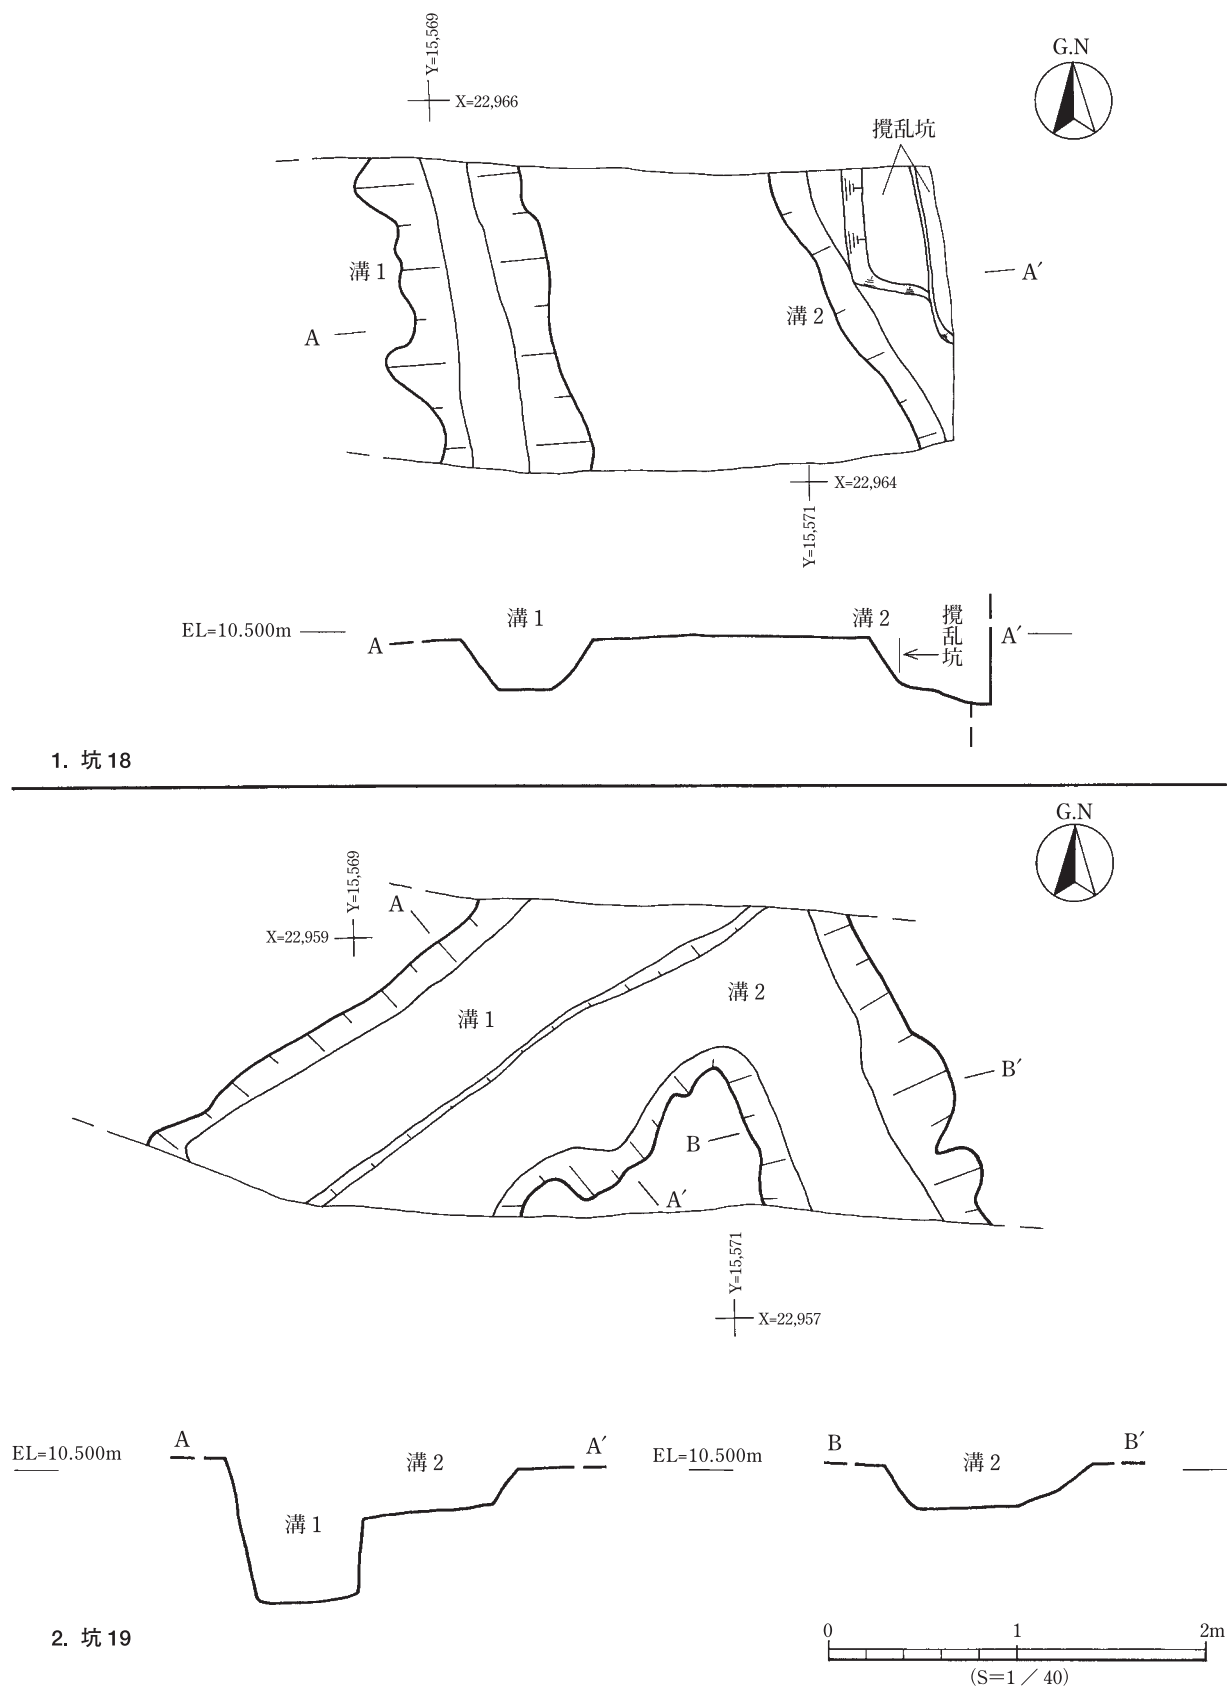 Y=15,569
X=22,966
G.N
攪乱坑
溝1
A
溝2
A′
X=22,964
Y=15,571
EL=10.500m
A
溝1
溝2
攪乱坑
A′
1. 坑18
G.N
Y=15,569
X=22,959
A
溝1
溝2
B′
B
A′
Y=15,571
X=22,957
EL=10.500m
A
溝1
溝2
A′
EL=10.500m
B
溝2
B′
2. 坑19
0 1 2m
(S=1／40)